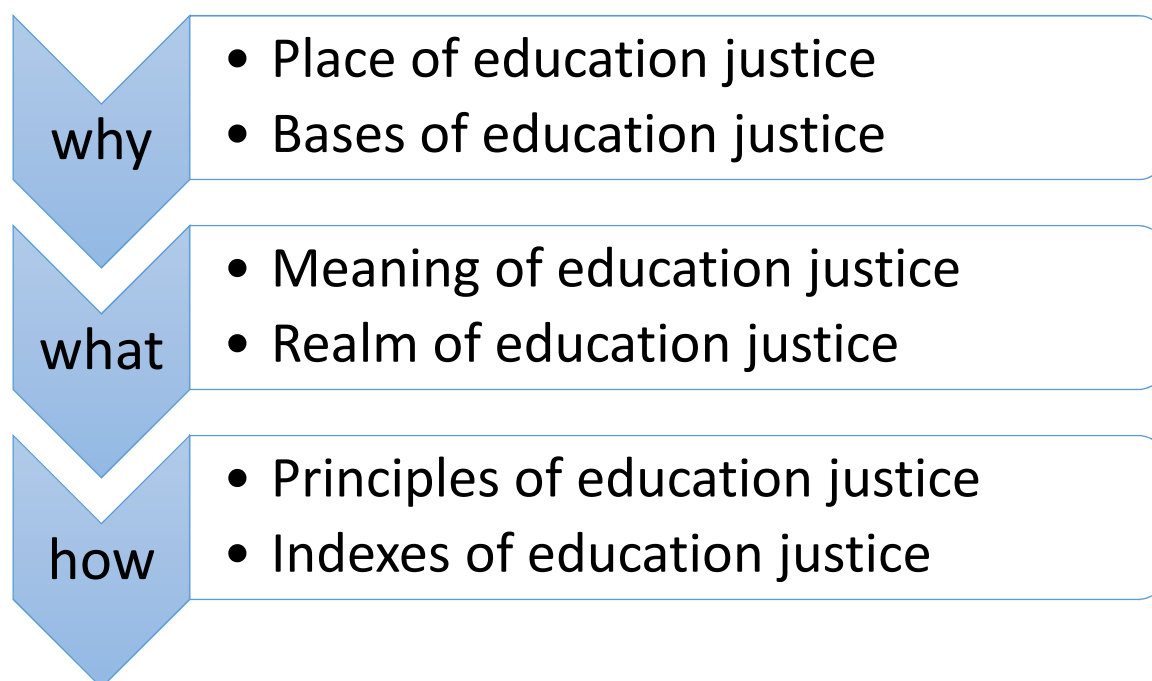 why
• Place of education justice
• Bases of education justice
what
• Meaning of education justice
• Realm of education justice
how
• Principles of education justice
• Indexes of education justice